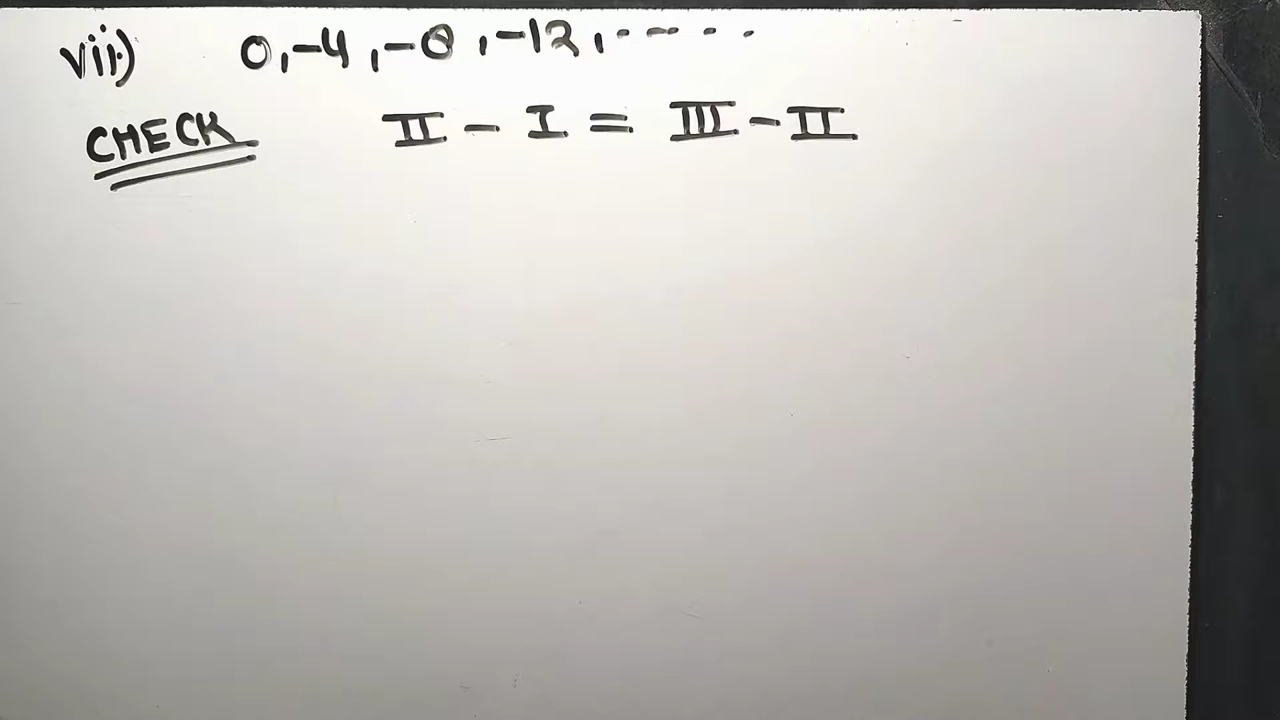 vii) 0, -4, -8, -12, .....
CHECK II - I = III - II